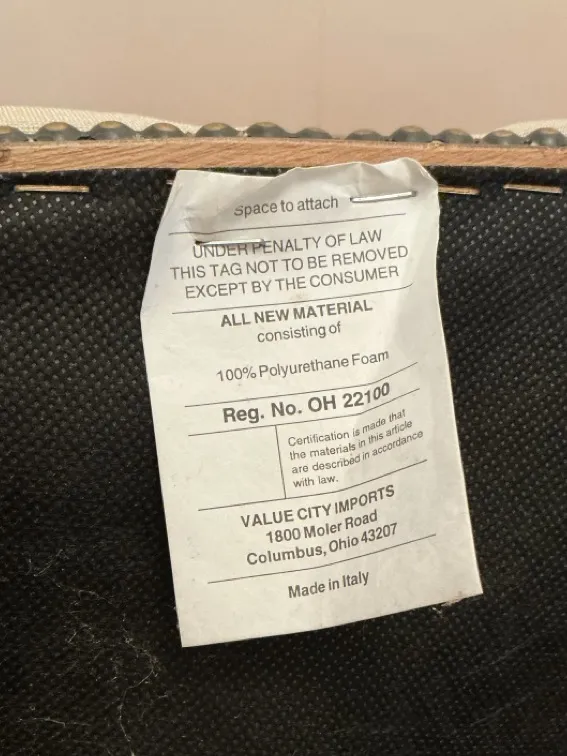 Space to attach
UNDER PENALTY OF LAW
THIS TAG NOT TO BE REMOVED
EXCEPT BY THE CONSUMER
ALL NEW MATERIAL
consisting of
100% Polyurethane Foam
Reg. No. OH 22100
Certification is made that
the materials in this article
are described in accordance
with law.
VALUE CITY IMPORTS
1800 Moler Road
Columbus, Ohio 43207
Made in Italy